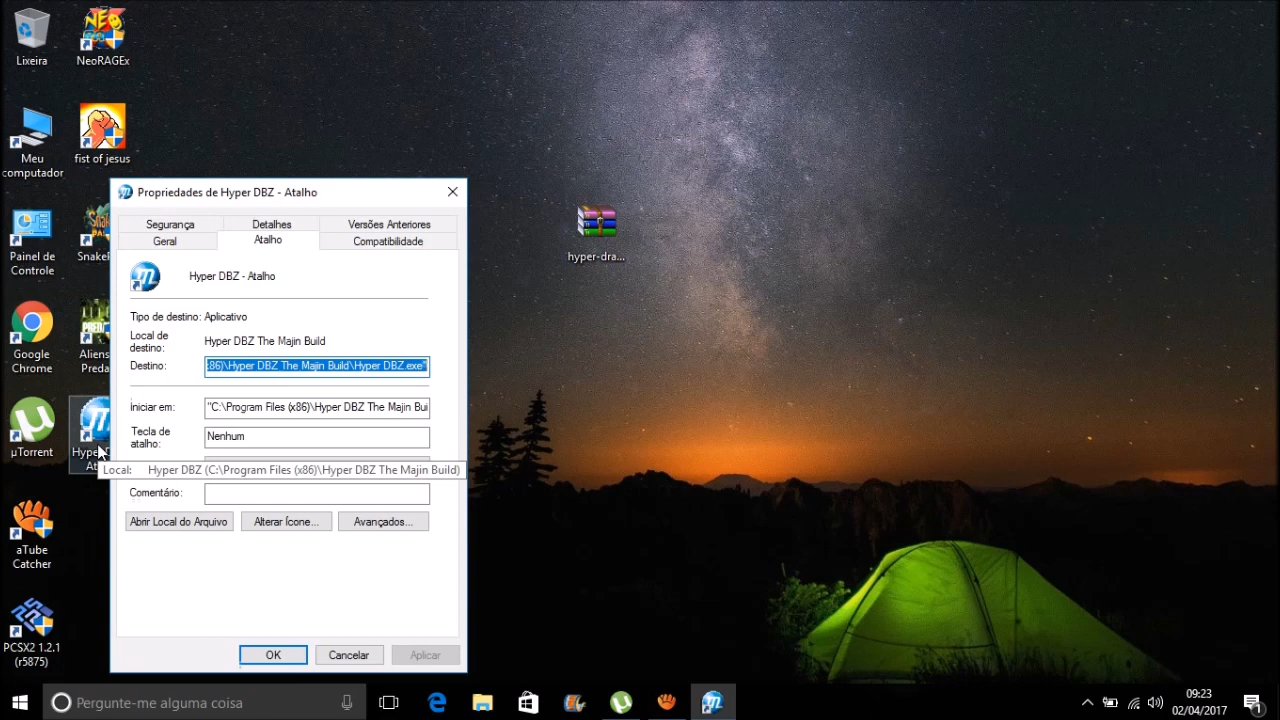 Lixeira
NeoRAGEx
Meu
computador
fist of jesus
Painel de
Controle
Google
Chrome
Aliens
Preda
µTorrent
aTube
Catcher
PCSX2 1.2.1
(r5875)
hyper-dra...
Propriedades de Hyper DBZ - Atalho
Segurança
Detalhes
Versões Anteriores
Geral
Atalho
Compatibilidade
Hyper DBZ - Atalho
Tipo de destino: Aplicativo
Local de
destino:
Hyper DBZ The Majin Build
Destino:
:86)\Hyper DBZ The Majin Build\Hyper DBZ.exe"
Iniciar em:
"C:\Program Files (x86)\Hyper DBZ The Majin Bui
Tecla de
atalho:
Nenhum
Local: Hyper DBZ (C:\Program Files (x86)\Hyper DBZ The Majin Build)
Comentário:
Abrir Local do Arquivo
Alterar Ícone...
Avançados...
OK
Cancelar
Aplicar
Pergunte-me alguma coisa
09:23
02/04/2017
1